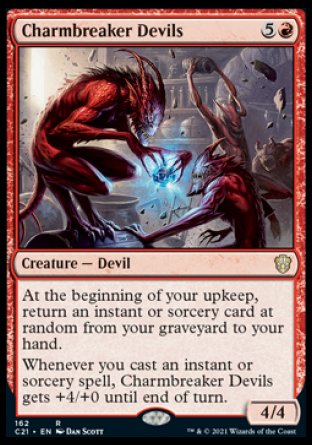 Charmbreaker Devils 5
Creature — Devil
At the beginning of your upkeep,
return an instant or sorcery card at
random from your graveyard to your
hand.
Whenever you cast an instant or
sorcery spell, Charmbreaker Devils
gets +4/+0 until end of turn.
4/4
162 R
C21 • EN DAN SCOTT
™ & © 2021 Wizards of the Coast